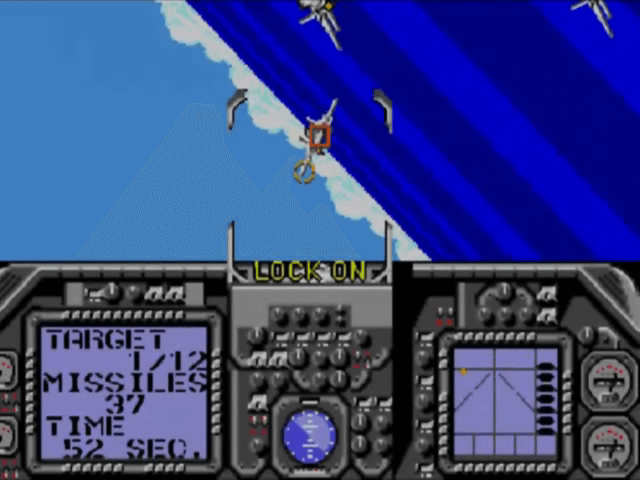 LOCK ON
TARGET
1/12
MISSILES
37
TIME
52 SEC.